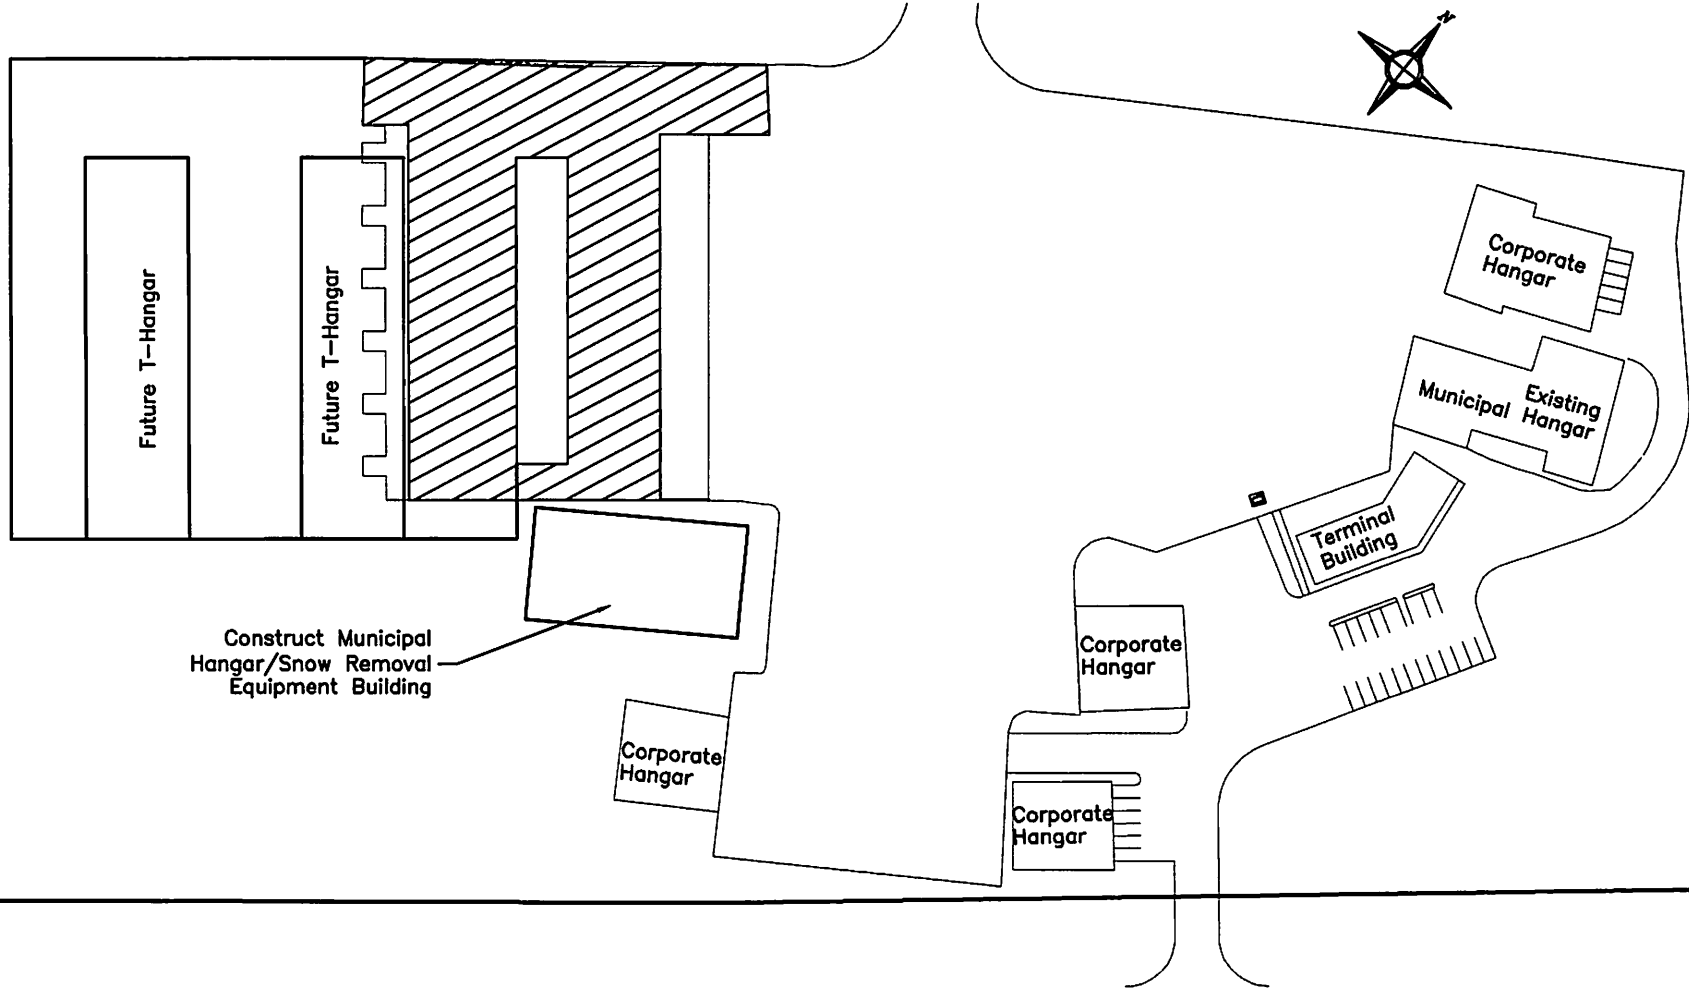 N
Corporate
Hangar
Future T-Hangar
Future T-Hangar
Municipal
Existing
Hangar
Terminal
Building
Construct Municipal
Hangar/Snow Removal
Equipment Building
Corporate
Hangar
Corporate
Hangar
Corporate
Hangar